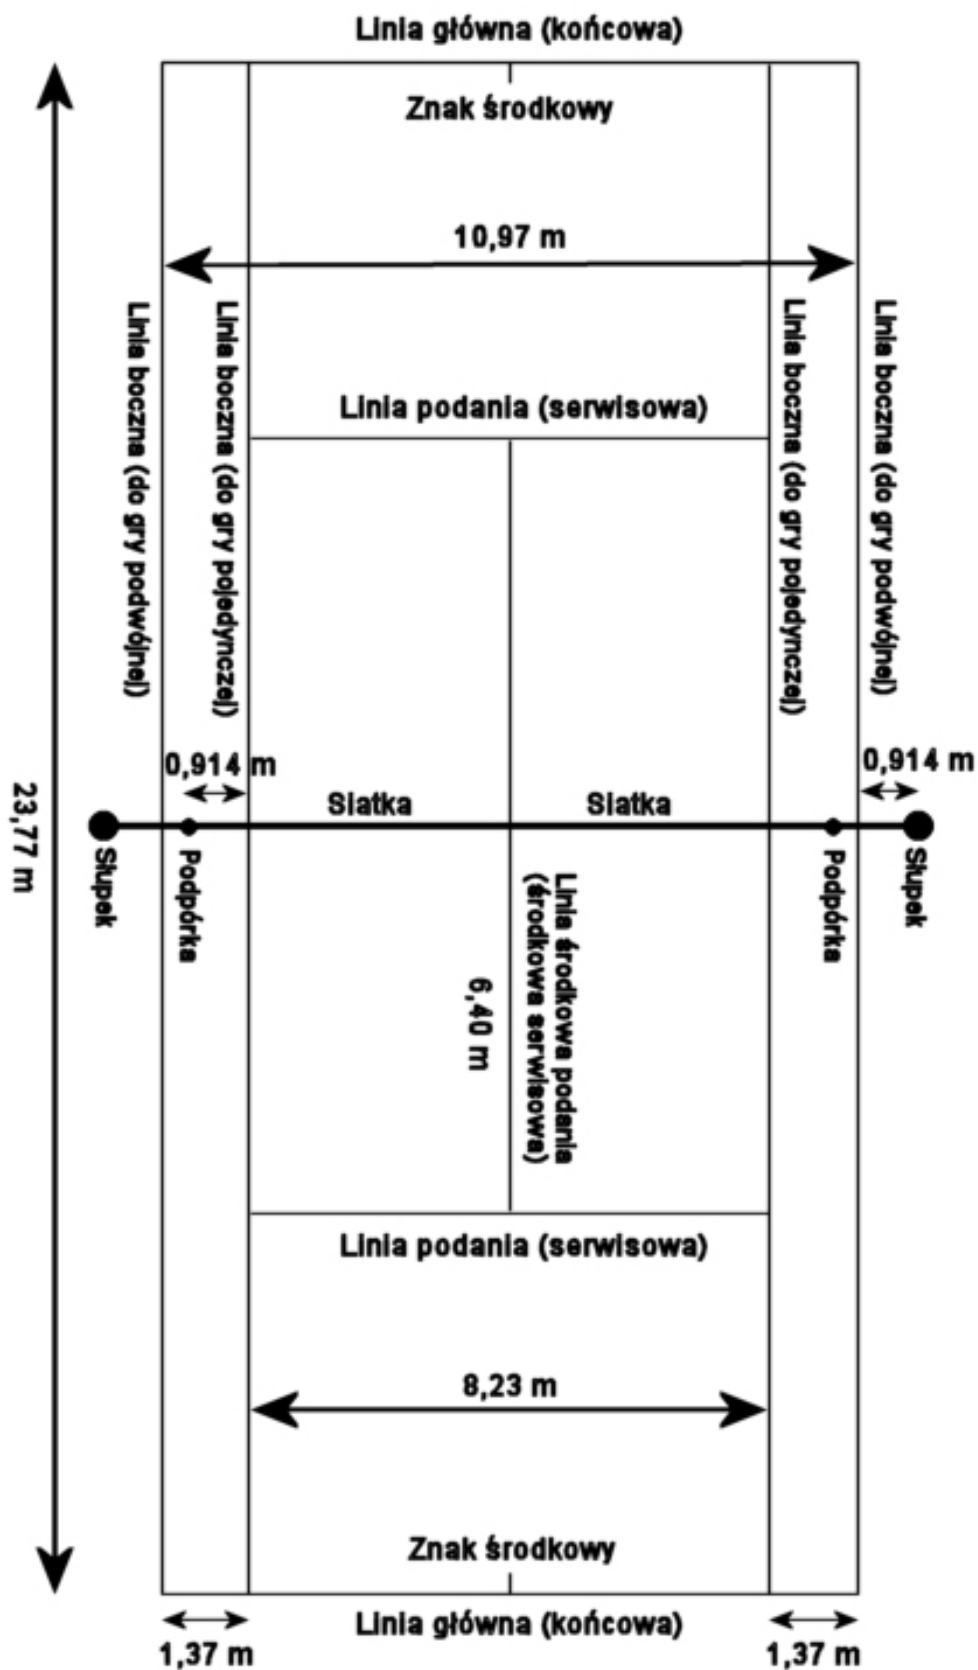 Linia główna (końcowa)
Znak środkowy
10,97 m
Linia boczna (do gry podwójnej)
Linia boczna (do gry pojedynczej)
Linia boczna (do gry pojedynczej)
Linia boczna (do gry podwójnej)
Linia podania (serwisowa)
0,914 m
0,914 m
23,77 m
Siatka
Siatka
Słupek
Podpórka
Podpórka
Słupek
Linia środkowa podania
(środkowa serwisowa)
6,40 m
Linia podania (serwisowa)
8,23 m
Znak środkowy
Linia główna (końcowa)
1,37 m
1,37 m